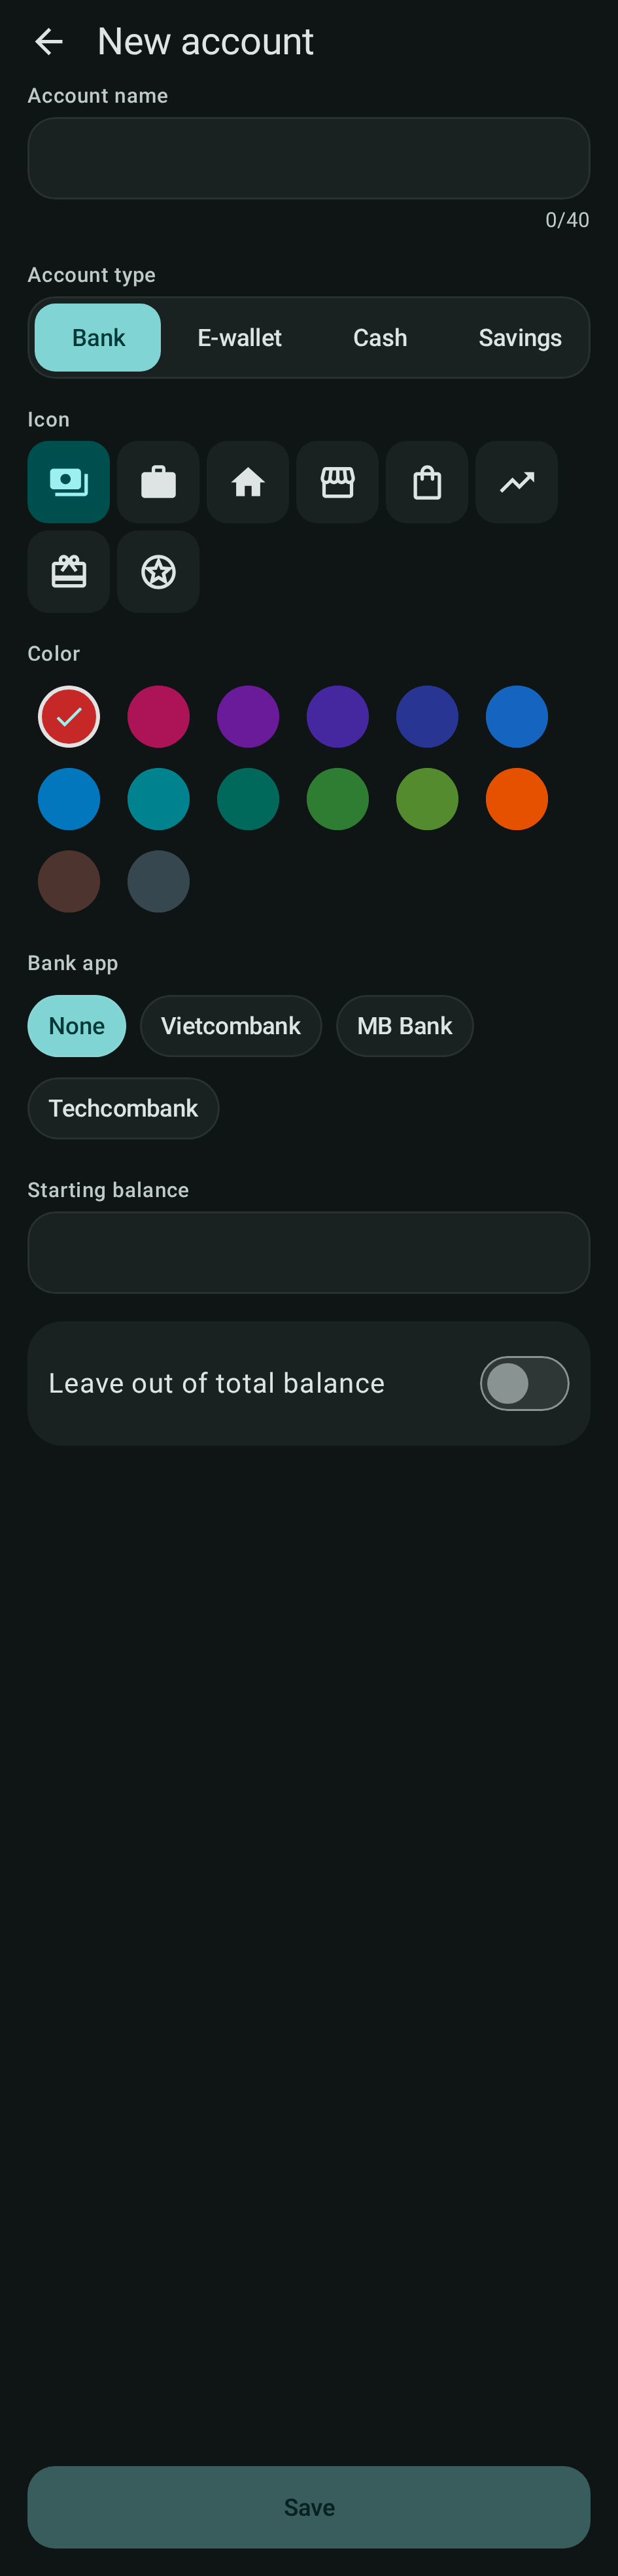 New account
Account name
0/40
Account type
Bank E-wallet Cash Savings
Icon
Color
Bank app
None Vietcombank MB Bank
Techcombank
Starting balance
Leave out of total balance
Save